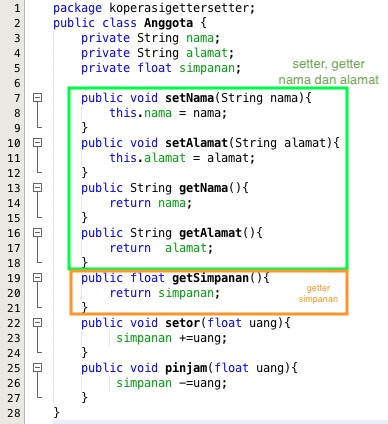 1 package koperasigettersetter;
2 public class Anggota {
3 private String nama;
4 private String alamat;
5 private float simpanan;
setter, getter
nama dan alamat
6
7 public void setNama(String nama){
8 this.nama = nama;
9 }
10 public void setAlamat(String alamat){
11 this.alamat = alamat;
12 }
13 public String getNama(){
14 return nama;
15 }
16 public String getAlamat(){
17 return alamat;
18 }
19 public float getSimpanan(){
20 return simpanan;
getter
simpanan
21 }
22 public void setor(float uang){
23 simpanan +=uang;
24 }
25 public void pinjam(float uang){
26 simpanan -=uang;
27 }
28 }